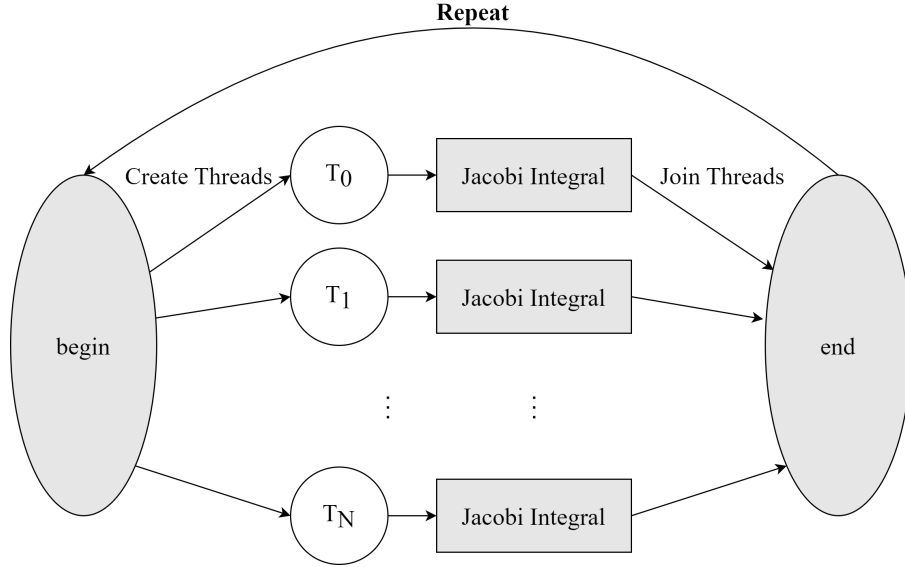 Repeat
Create Threads
T0
Jacobi Integral
Join Threads
T1
Jacobi Integral
begin
end
⋮
⋮
TN
Jacobi Integral